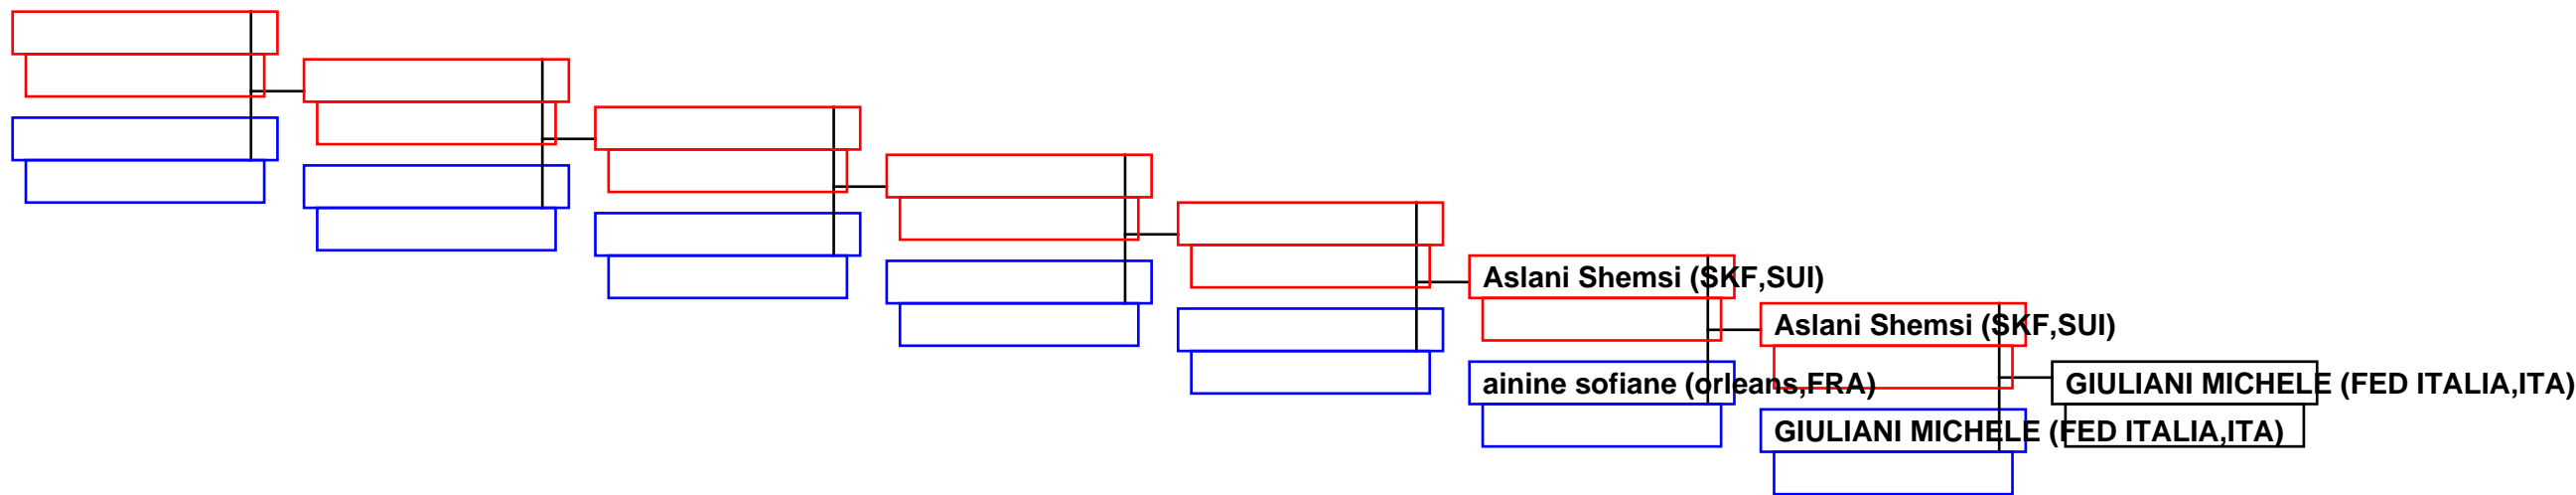 Aslani Shemsi (SKF,SUI)
ainine sofiane (orleans,FRA)
Aslani Shemsi (SKF,SUI)
GIULIANI MICHELE (FED ITALIA,ITA)
GIULIANI MICHELE (FED ITALIA,ITA)